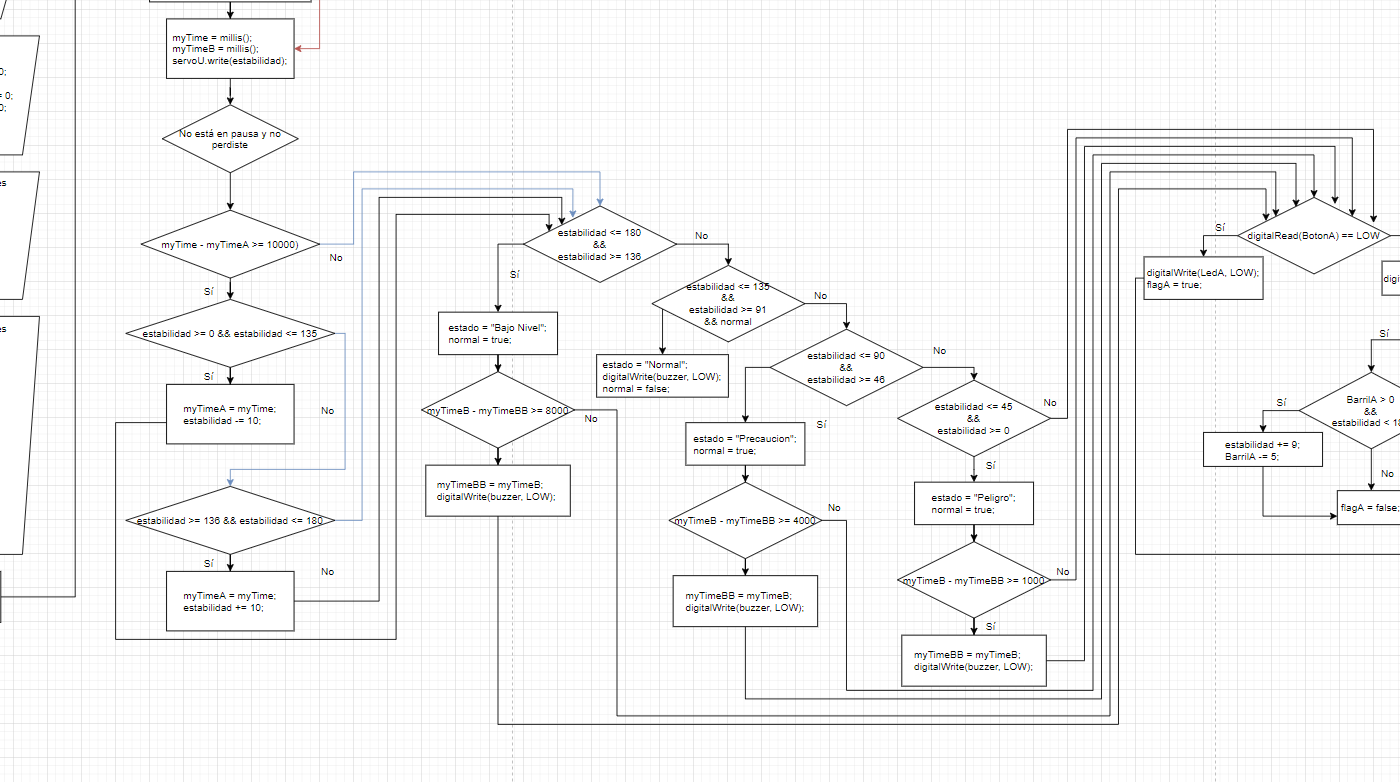 0;
= 0;
0;
es
es
myTime = millis();
myTimeB = millis();
servoU.write(estabilidad);
No está en pausa y no
perdiste
myTime - myTimeA >= 10000)
No
Sí
estabilidad >= 0 && estabilidad <= 135
Sí
No
myTimeA = myTime;
estabilidad -= 10;
estabilidad >= 136 && estabilidad <= 180
Sí
No
myTimeA = myTime;
estabilidad += 10;
estabilidad <= 180
&&
estabilidad >= 136
No
Sí
estado = "Bajo Nivel";
normal = true;
myTimeB - myTimeBB >= 8000
No
myTimeBB = myTimeB;
digitalWrite(buzzer, LOW);
estabilidad <= 135
&&
estabilidad >= 91
&& normal
No
estado = "Normal";
digitalWrite(buzzer, LOW);
normal = false;
estabilidad <= 90
&&
estabilidad >= 46
No
Sí
estado = "Precaucion";
normal = true;
myTimeB - myTimeBB >= 4000
No
myTimeBB = myTimeB;
digitalWrite(buzzer, LOW);
estabilidad <= 45
&&
estabilidad >= 0
No
Sí
estado = "Peligro";
normal = true;
myTimeB - myTimeBB >= 1000
No
Sí
myTimeBB = myTimeB;
digitalWrite(buzzer, LOW);
digitalRead(BotonA) == LOW
Sí
digitalWrite(LedA, LOW);
flagA = true;
digi
Sí
BarrilA > 0
&&
estabilidad < 18
Sí
estabilidad += 9;
BarrilA -= 5;
No
flagA = false;